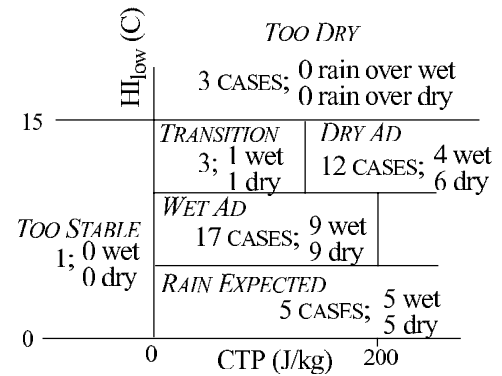 HIlow (C)
TOO DRY
3 CASES; 0 rain over wet
0 rain over dry
15
TRANSITION
3; 1 wet
1 dry
DRY AD
12 CASES; 4 wet
6 dry
WET AD
17 CASES; 9 wet
9 dry
TOO STABLE
1; 0 wet
0 dry
RAIN EXPECTED
5 CASES; 5 wet
5 dry
0
0
CTP (J/kg)
200